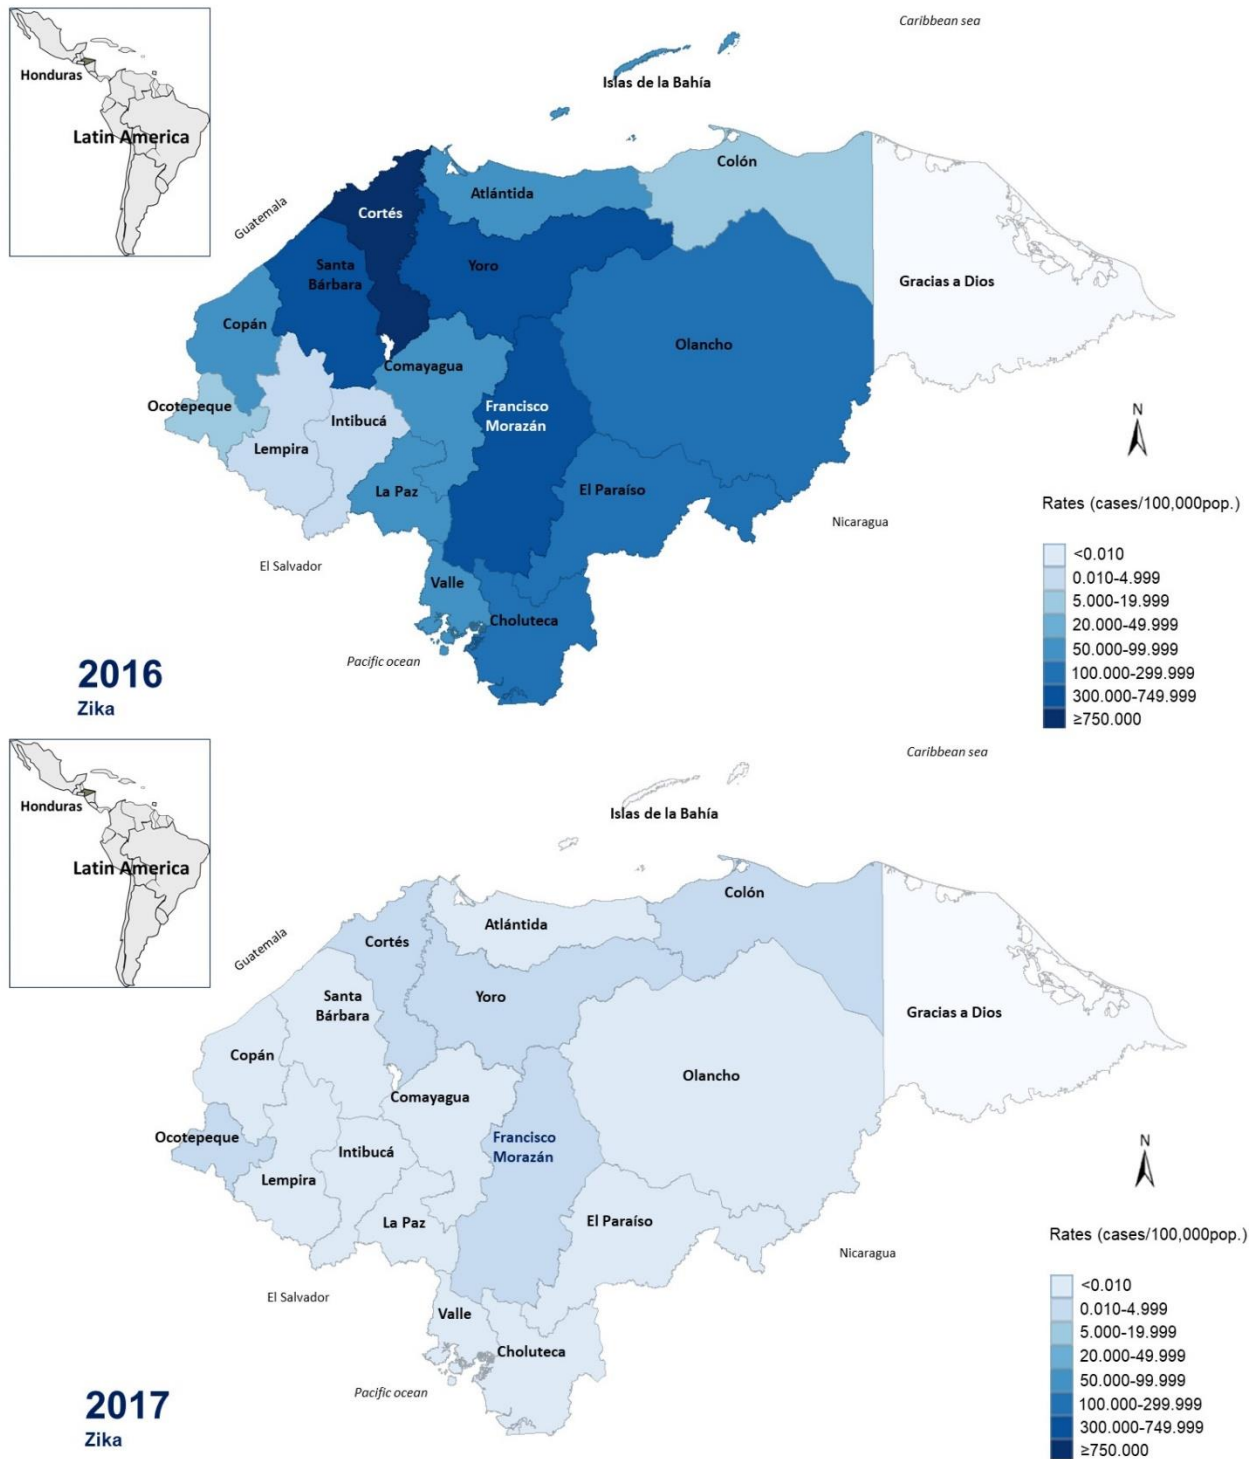 Caribbean sea
Honduras
Latin America
Islas de la Bahía
Colón
Atlántida
Cortés
Guatemala
Santa
Bárbara
Yoro
Gracias a Dios
Copán
Olancho
Comayagua
Ocotepeque
Francisco
Morazán
Intibucá
Lempira
La Paz
El Paraíso
N
Rates (cases/100,000pop.)
Nicaragua
El Salvador
Valle
Choluteca
Pacific ocean
<0.010
0.010-4.999
5.000-19.999
20.000-49.999
50.000-99.999
100.000-299.999
300.000-749.999
≥750.000
2016
Zika
Caribbean sea
Honduras
Latin America
Islas de la Bahía
Colón
Atlántida
Cortés
Guatemala
Santa
Bárbara
Yoro
Gracias a Dios
Copán
Olancho
Comayagua
Ocotepeque
Francisco
Morazán
Intibucá
Lempira
La Paz
El Paraíso
N
Rates (cases/100,000pop.)
Nicaragua
El Salvador
Valle
Choluteca
Pacific ocean
<0.010
0.010-4.999
5.000-19.999
20.000-49.999
50.000-99.999
100.000-299.999
300.000-749.999
≥750.000
2017
Zika